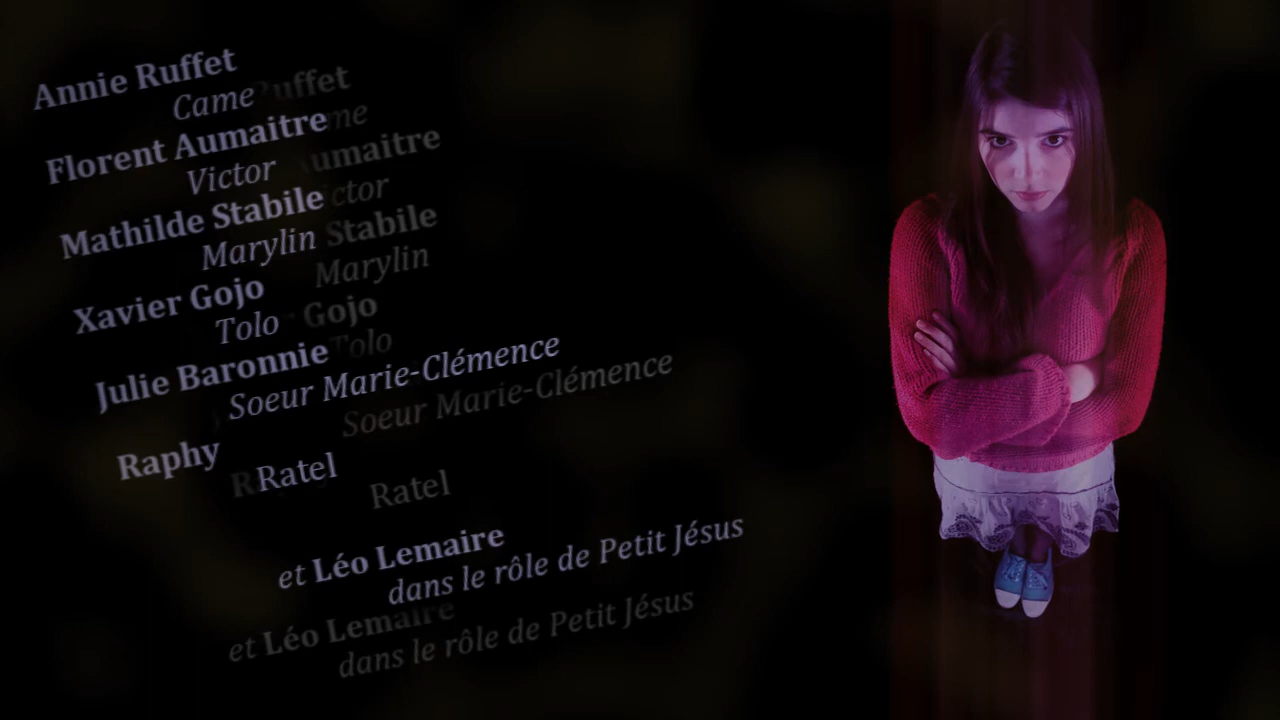 Annie Ruffet
Came
Florent Aumaitre
Victor
Mathilde Stabile
Marylin
Xavier Gojo
Tolo
Julie Baronnie
Soeur Marie-Clémence
Raphy
Ratel
et Léo Lemaire
dans le rôle de Petit Jésus